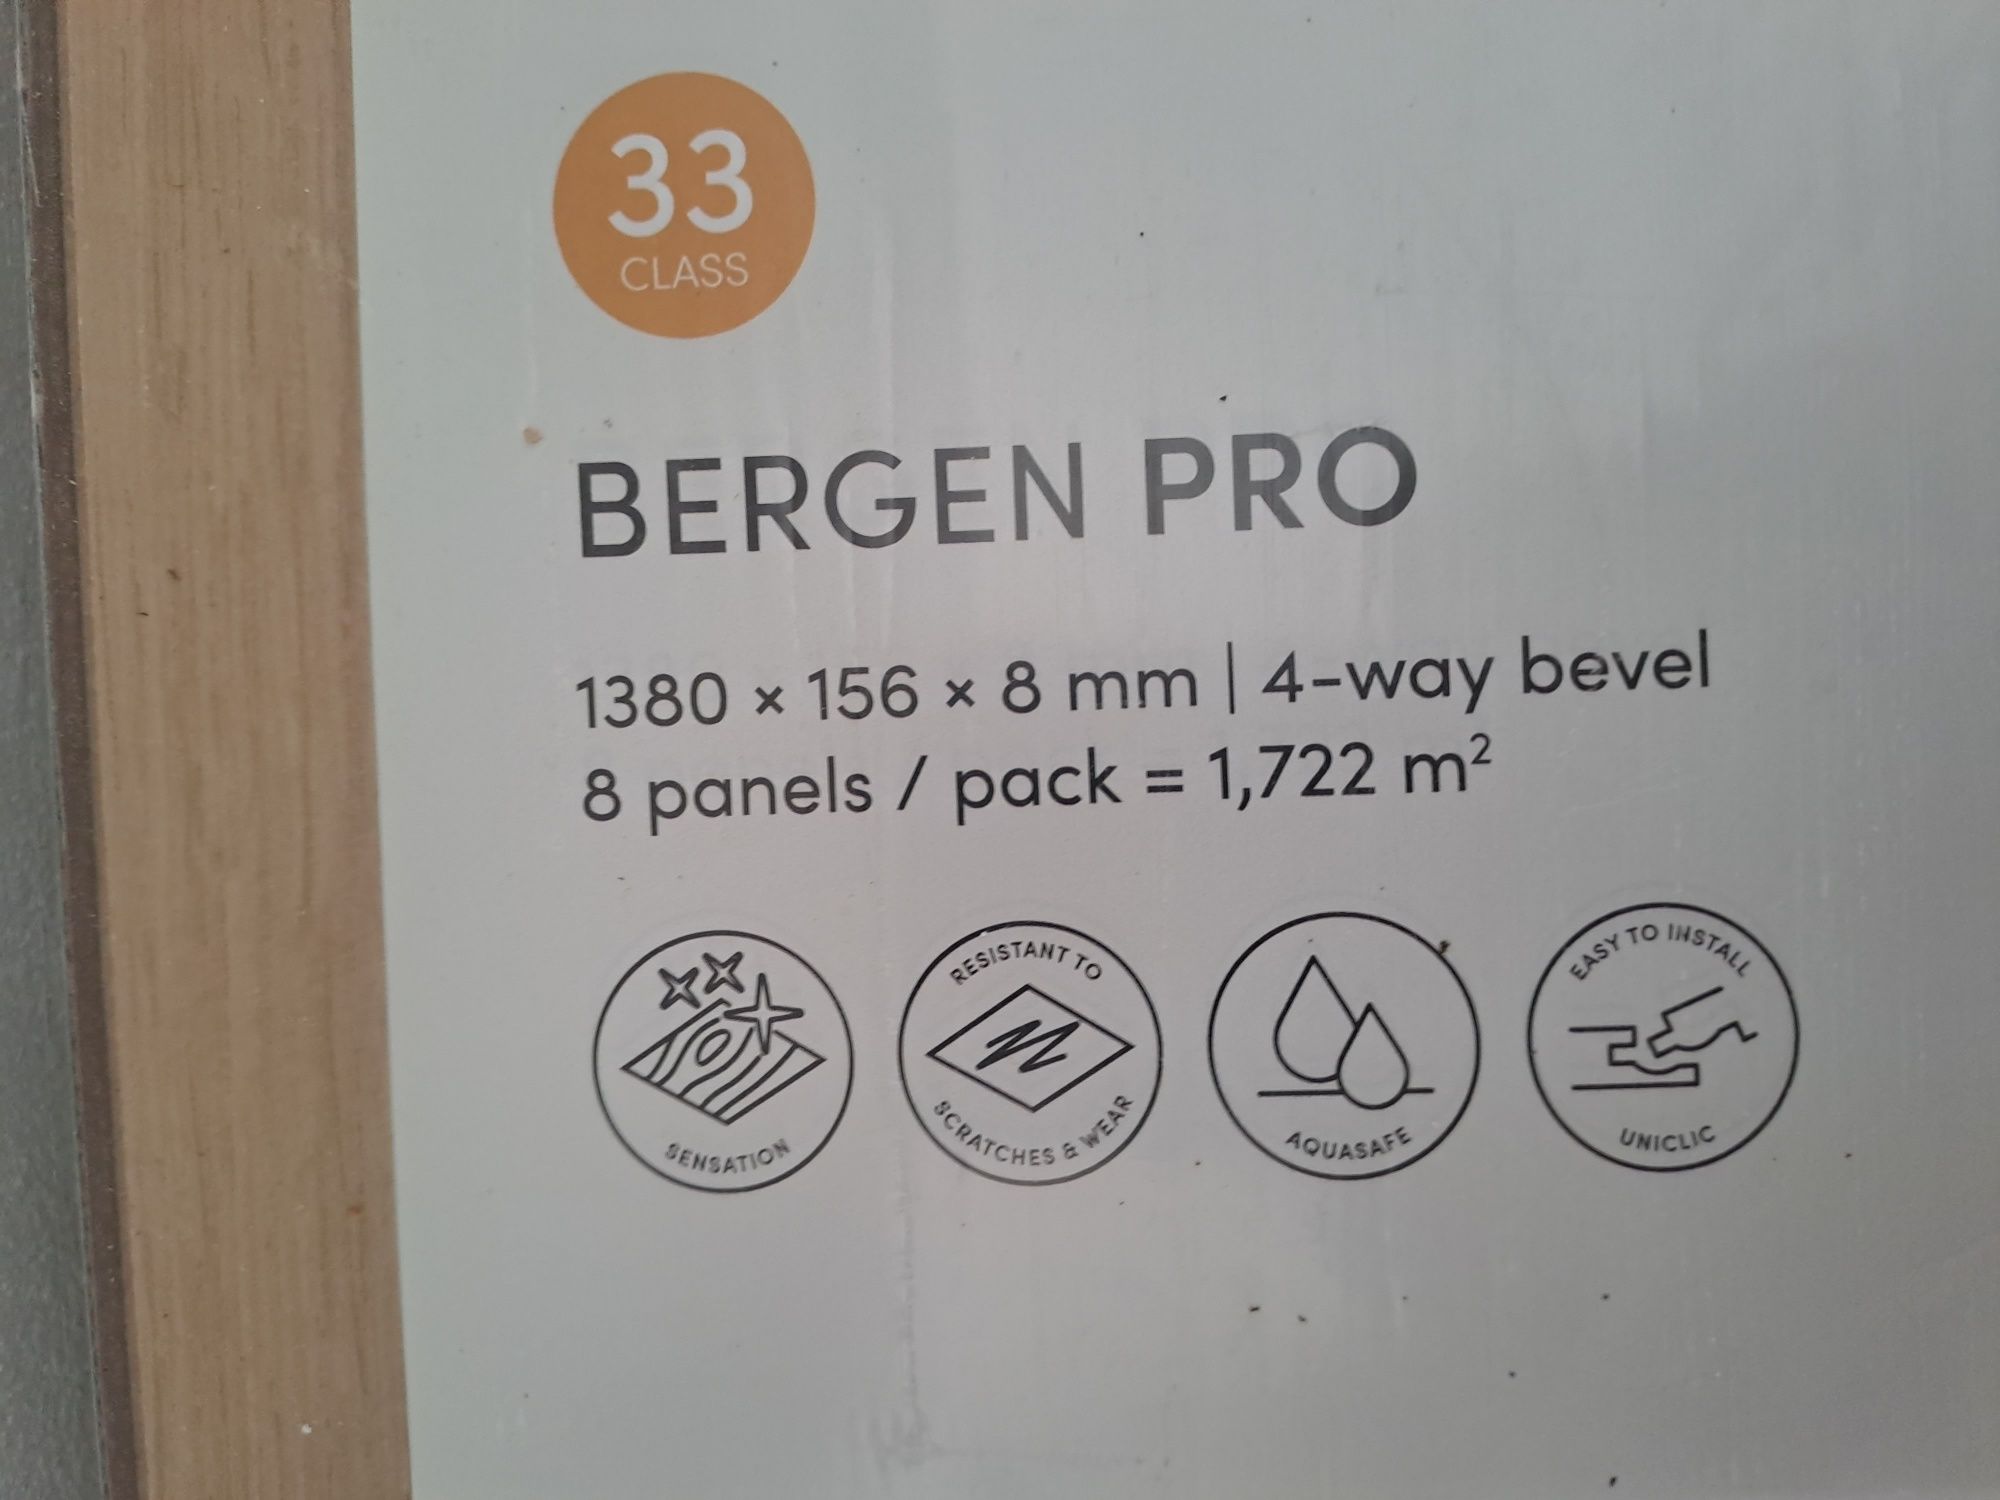 33
CLASS
BERGEN PRO
1380 × 156 × 8 mm | 4-way bevel
8 panels / pack = 1,722 m²
SENSATION
RESISTANT TO
SCRATCHES & WEAR
AQUASAFE
EASY TO INSTALL
UNICLIC